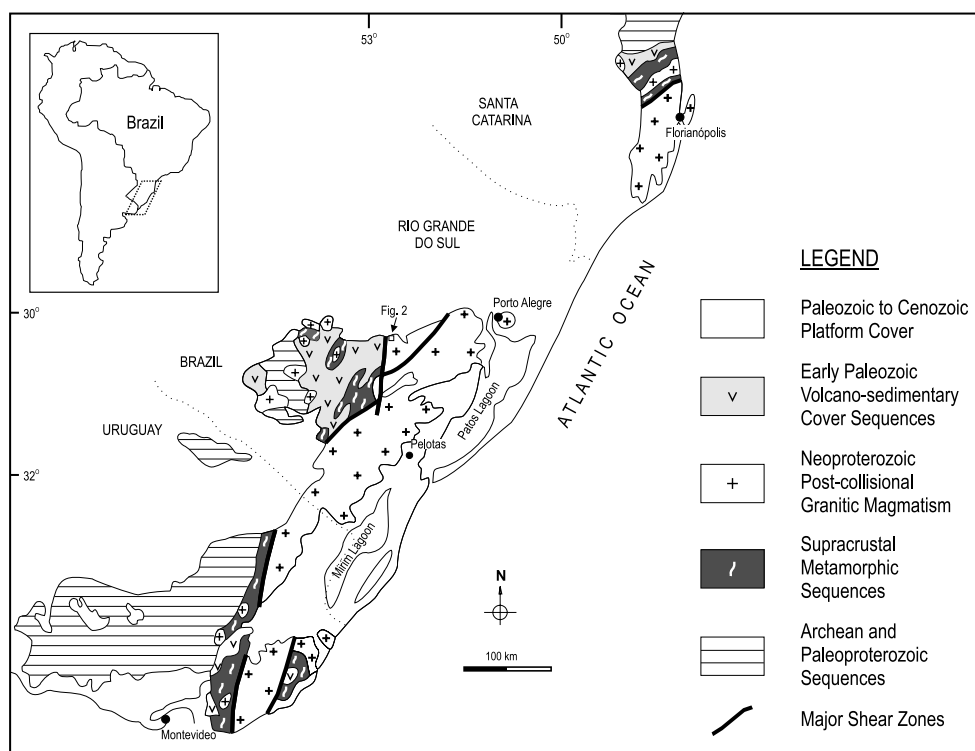 53°
50°
Brazil
SANTA
CATARINA
Florianópolis
RIO GRANDE
DO SUL
ATLANTIC OCEAN
30°
Fig. 2
Porto Alegre
BRAZIL
Patos Lagoon
URUGUAY
Pelotas
32°
Mirim Lagoon
N
100 km
Montevideo
LEGEND
Paleozoic to Cenozoic
Platform Cover
v
Early Paleozoic
Volcano-sedimentary
Cover Sequences
+
Neoproterozoic
Post-collisional
Granitic Magmatism
Supracrustal
Metamorphic
Sequences
Archean and
Paleoproterozoic
Sequences
Major Shear Zones